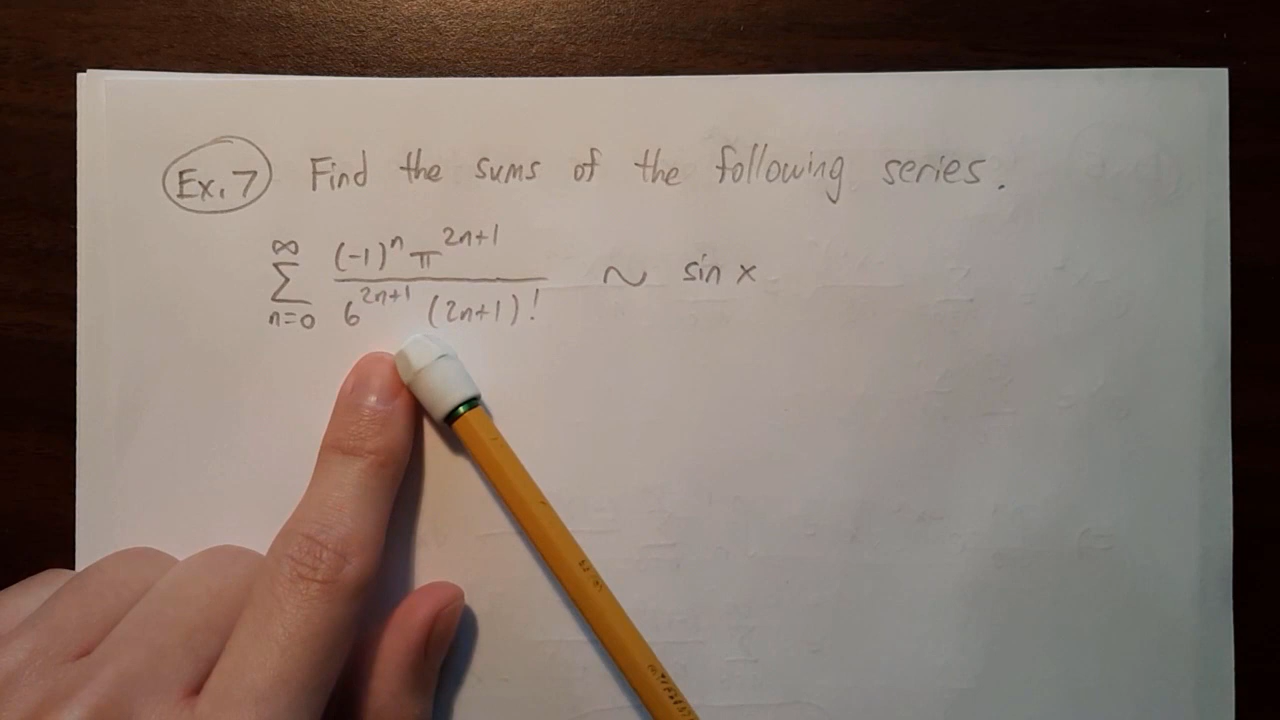 Ex. 7 Find the sums of the following series.
∞ ∑ n=0 (-1)^n π^{2n+1} / 6^{2n+1} (2n+1)! ~ sin x